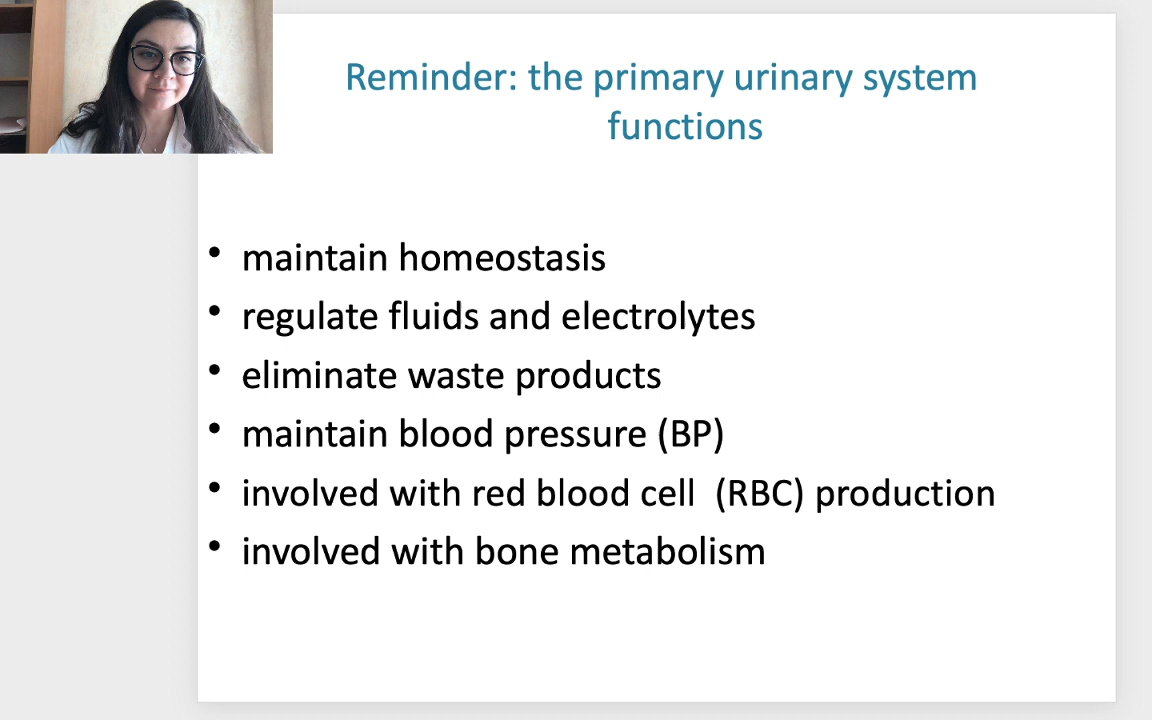 Reminder: the primary urinary system
functions
• maintain homeostasis
• regulate fluids and electrolytes
• eliminate waste products
• maintain blood pressure (BP)
• involved with red blood cell  (RBC) production
• involved with bone metabolism